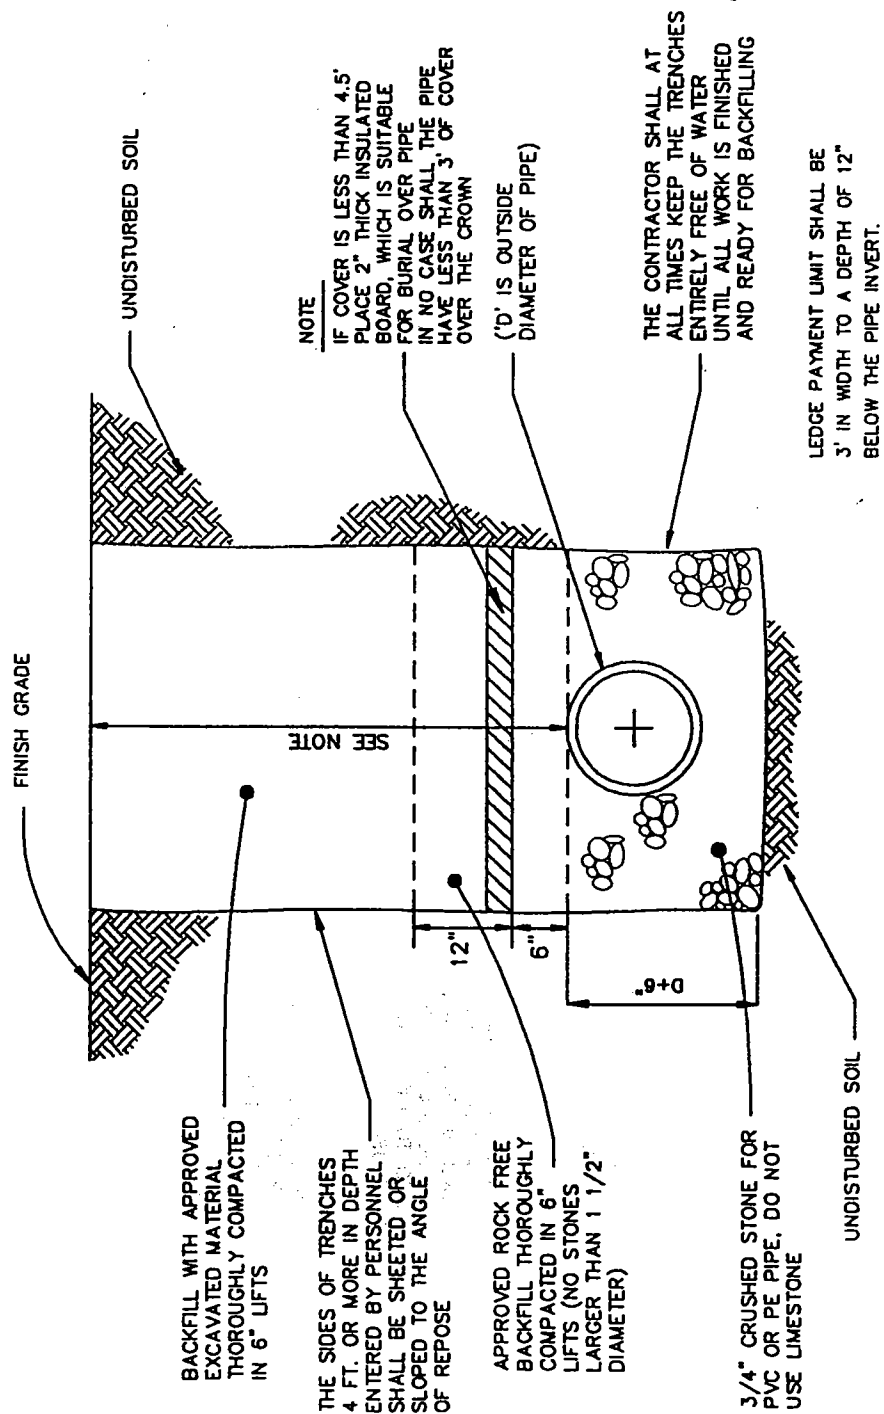 FINISH GRADE
UNDISTURBED SOIL
BACKFILL WITH APPROVED
EXCAVATED MATERIAL
THOROUGHLY COMPACTED
IN 6" LIFTS
THE SIDES OF TRENCHES
4 FT. OR MORE IN DEPTH
ENTERED BY PERSONNEL
SHALL BE SHEETED OR
SLOPED TO THE ANGLE
OF REPOSE
APPROVED ROCK FREE
BACKFILL THOROUGHLY
COMPACTED IN 6"
LIFTS (NO STONES
LARGER THAN 1 1/2"
DIAMETER)
3/4" CRUSHED STONE FOR
PVC OR PE PIPE, DO NOT
USE LIMESTONE
UNDISTURBED SOIL
SEE NOTE
12"
6"
D+6"
NOTE
IF COVER IS LESS THAN 4.5'
PLACE 2" THICK INSULATED
BOARD, WHICH IS SUITABLE
FOR BURIAL OVER PIPE
IN NO CASE SHALL THE PIPE
HAVE LESS THAN 3' OF COVER
OVER THE CROWN
('D' IS OUTSIDE
DIAMETER OF PIPE)
THE CONTRACTOR SHALL AT
ALL TIMES KEEP THE TRENCHES
ENTIRELY FREE OF WATER
UNTIL ALL WORK IS FINISHED
AND READY FOR BACKFILLING
LEDGE PAYMENT LIMIT SHALL BE
3' IN WIDTH TO A DEPTH OF 12"
BELOW THE PIPE INVERT.